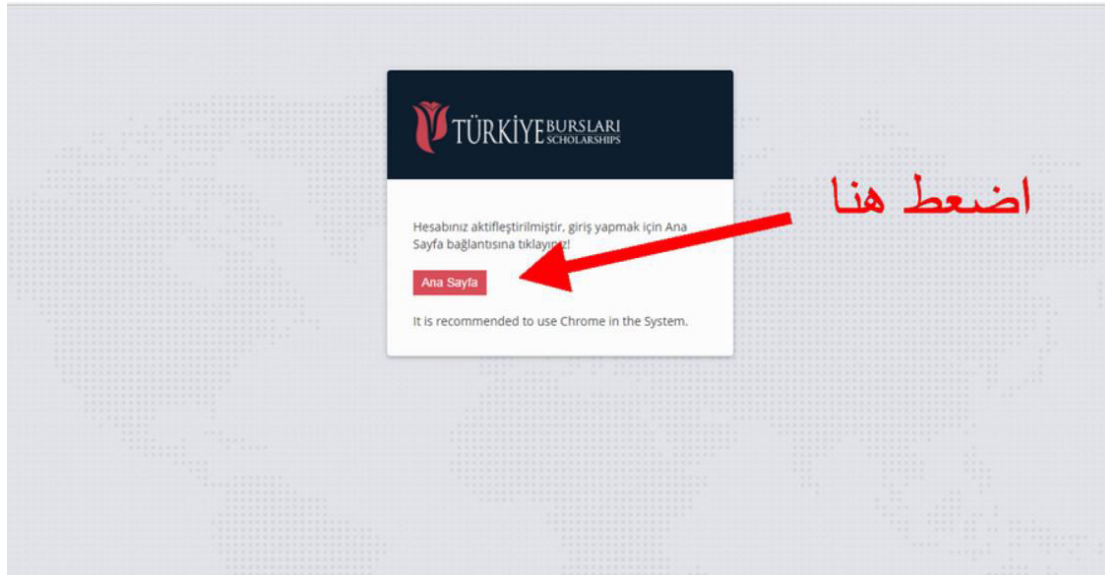 TÜRKİYE BURSLARI
SCHOLARSHIPS
اضعط هنا
Hesabınız aktifleştirilmiştir, giriş yapmak için Ana
Sayfa bağlantısına tıklayınız!
Ana Sayfa
It is recommended to use Chrome in the System.